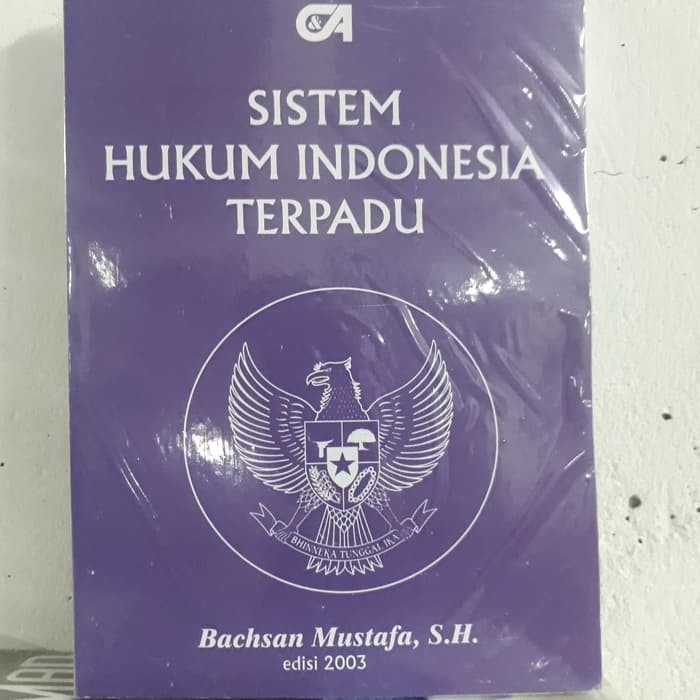 C&A
SISTEM
HUKUM INDONESIA
TERPADU
BHINNEKA TUNGGAL IKA
Bachsan Mustafa, S.H.
edisi 2003